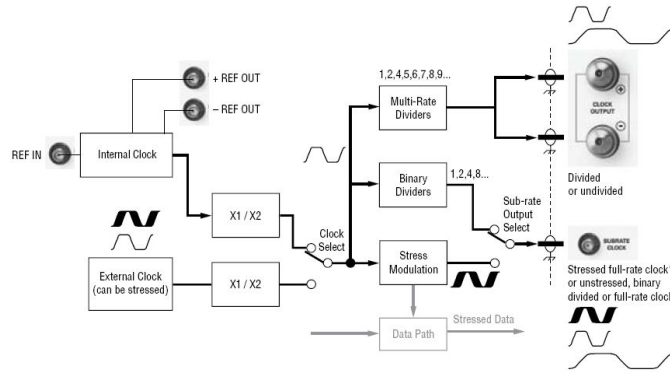 + REF OUT
– REF OUT
REF IN
Internal Clock
X1 / X2
External Clock
(can be stressed)
X1 / X2
Clock
Select
1,2,4,5,6,7,8,9...
Multi-Rate
Dividers
Binary
Dividers
1,2,4,8...
Stress
Modulation
Data Path
Stressed Data
Sub-rate
Output
Select
CLOCK
OUTPUT
Divided
or undivided
SUBRATE
CLOCK
Stressed full-rate clock
or unstressed, binary
divided or full-rate clock